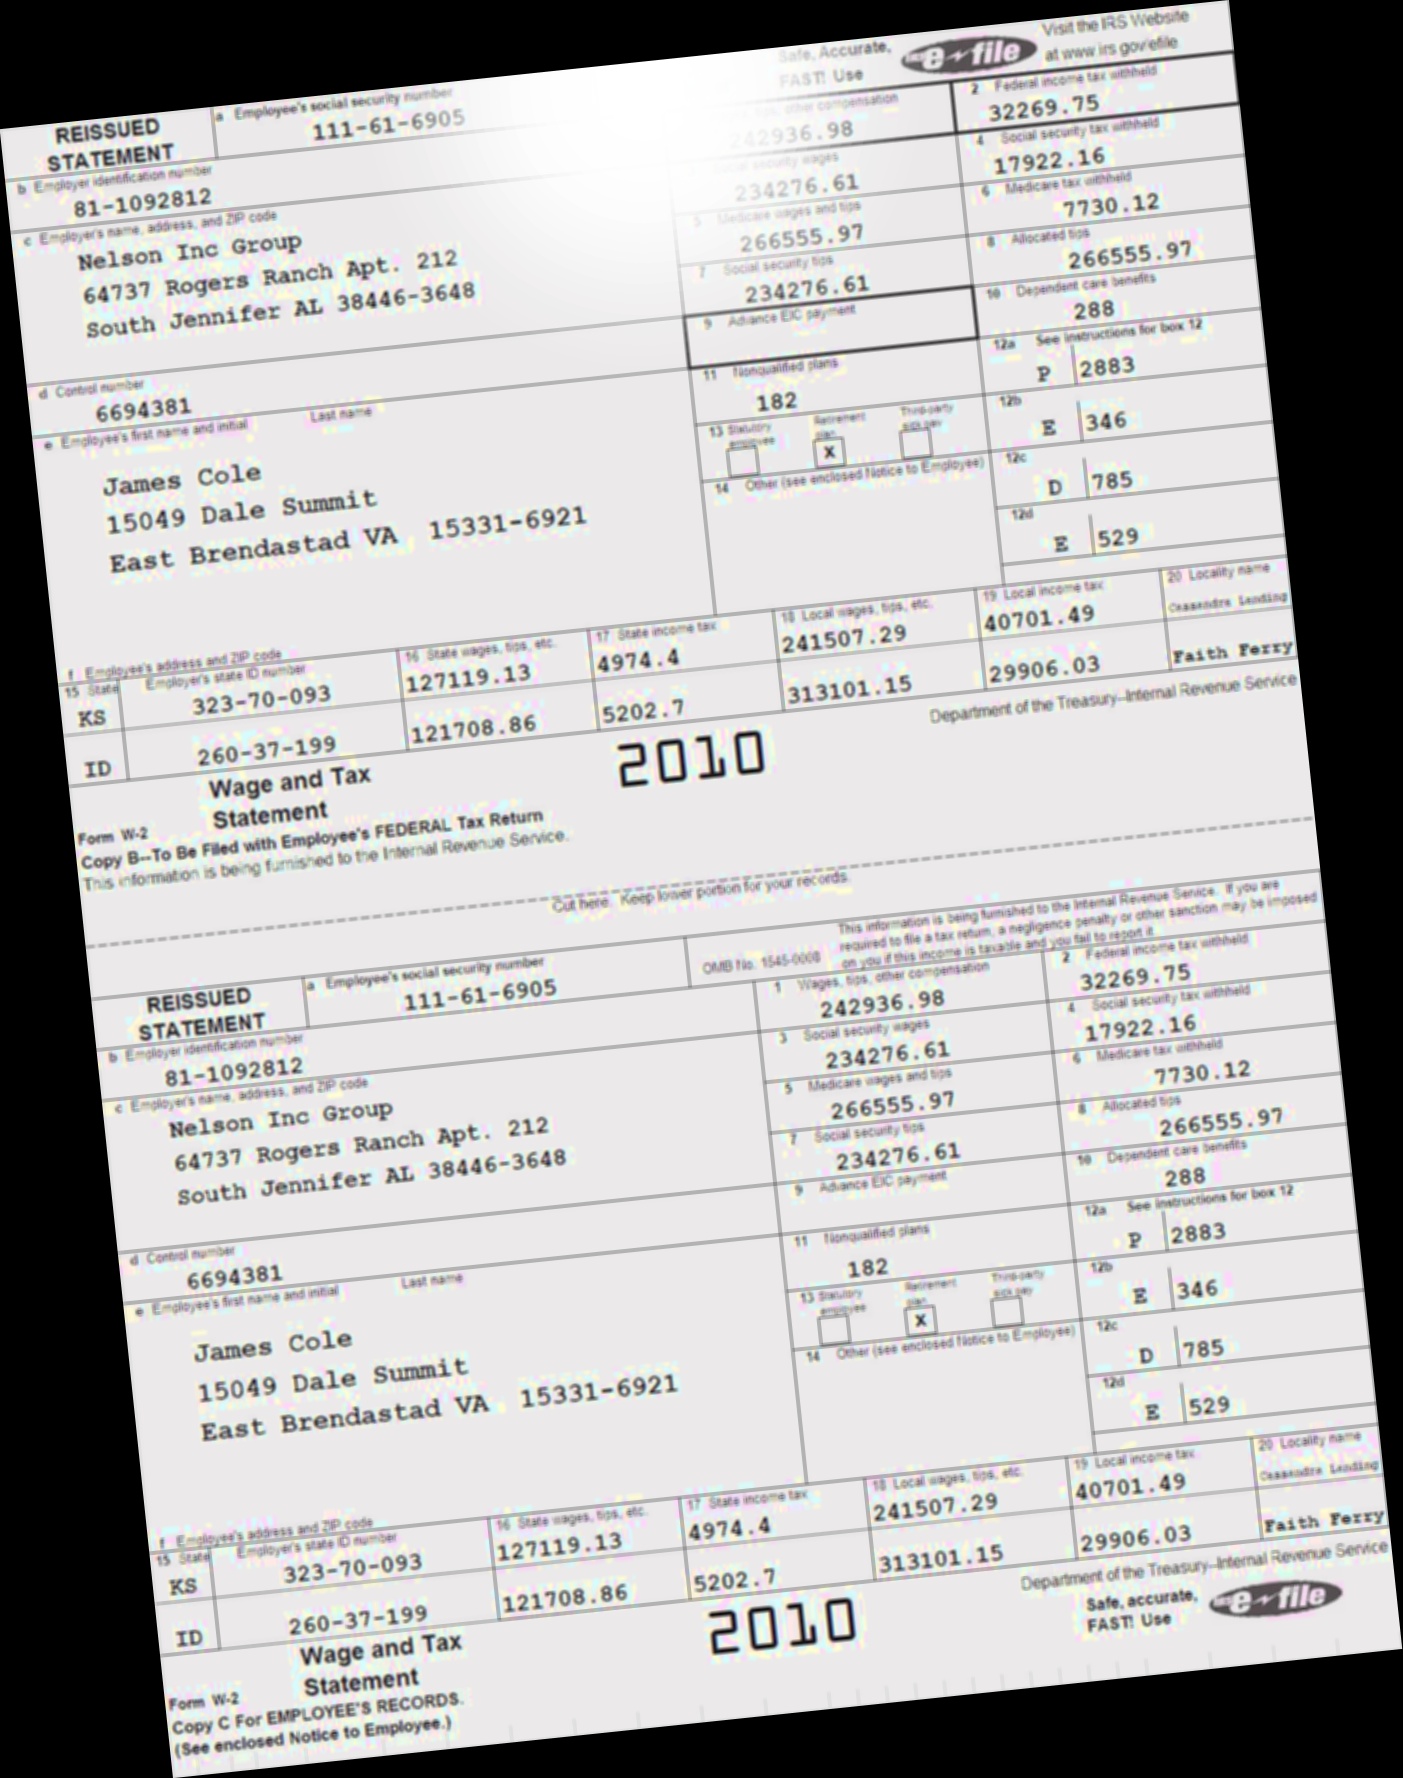 Safe, Accurate,
FAST! Use
e file
Visit the IRS Website
at www irs gov/efile
REISSUED
STATEMENT
a Employee's social security number
111-61-6905
other compensation
242936.98
2 Federal income tax withheld
32269.75
b Employer identification number
81-1092812
security wages
234276.61
4 Social security tax withheld
17922.16
c Employer's name, address, and ZIP code
Nelson Inc Group
64737 Rogers Ranch Apt. 212
South Jennifer AL 38446-3648
5 Medicare wages and tips
266555.97
6 Medicare tax withheld
7730.12
7 Social security tips
234276.61
8 Allocated tips
266555.97
9 Advance EIC payment
10 Dependent care benefits
288
d Control number
6694381
11 Nonqualified plans
182
12a See instructions for box 12
P 2883
e Employee's first name and initial Last name
James Cole
15049 Dale Summit
East Brendastad VA 15331-6921
13 Statutory employee Retirement plan Third-party sick pay
X
12b
E 346
14 Other (see enclosed Notice to Employee)
12c
D 785
12d
E 529
f Employee's address and ZIP code
15 State Employer's state ID number
16 State wages, tips, etc.
17 State income tax
18 Local wages, tips, etc.
19 Local income tax
20 Locality name
KS 323-70-093 127119.13 4974.4 241507.29 40701.49 Cassandra Landing
ID 260-37-199 121708.86 5202.7 313101.15 29906.03 Faith Ferry
Wage and Tax
Statement
Form W-2
2010
Department of the Treasury--Internal Revenue Service
Copy B--To Be Filed with Employee's FEDERAL Tax Return
This information is being furnished to the Internal Revenue Service.
Cut here. Keep lower portion for your records.
This information is being furnished to the Internal Revenue Service. If you are
required to file a tax return, a negligence penalty or other sanction may be imposed
on you if this income is taxable and you fail to report it.
OMB No. 1545-0008
REISSUED
STATEMENT
a Employee's social security number
111-61-6905
1 Wages, tips, other compensation
242936.98
2 Federal income tax withheld
32269.75
b Employer identification number
81-1092812
3 Social security wages
234276.61
4 Social security tax withheld
17922.16
c Employer's name, address, and ZIP code
Nelson Inc Group
64737 Rogers Ranch Apt. 212
South Jennifer AL 38446-3648
5 Medicare wages and tips
266555.97
6 Medicare tax withheld
7730.12
7 Social security tips
234276.61
8 Allocated tips
266555.97
9 Advance EIC payment
10 Dependent care benefits
288
d Control number
6694381
11 Nonqualified plans
182
12a See instructions for box 12
P 2883
e Employee's first name and initial Last name
James Cole
15049 Dale Summit
East Brendastad VA 15331-6921
13 Statutory employee Retirement plan Third-party sick pay
X
12b
E 346
14 Other (see enclosed Notice to Employee)
12c
D 785
12d
E 529
f Employee's address and ZIP code
15 State Employer's state ID number
16 State wages, tips, etc.
17 State income tax
18 Local wages, tips, etc.
19 Local income tax
20 Locality name
KS 323-70-093 127119.13 4974.4 241507.29 40701.49 Cassandra Landing
ID 260-37-199 121708.86 5202.7 313101.15 29906.03 Faith Ferry
Wage and Tax
Statement
Form W-2
2010
Department of the Treasury--Internal Revenue Service
Safe, accurate,
FAST! Use
e file
Copy C For EMPLOYEE'S RECORDS.
(See enclosed Notice to Employee.)